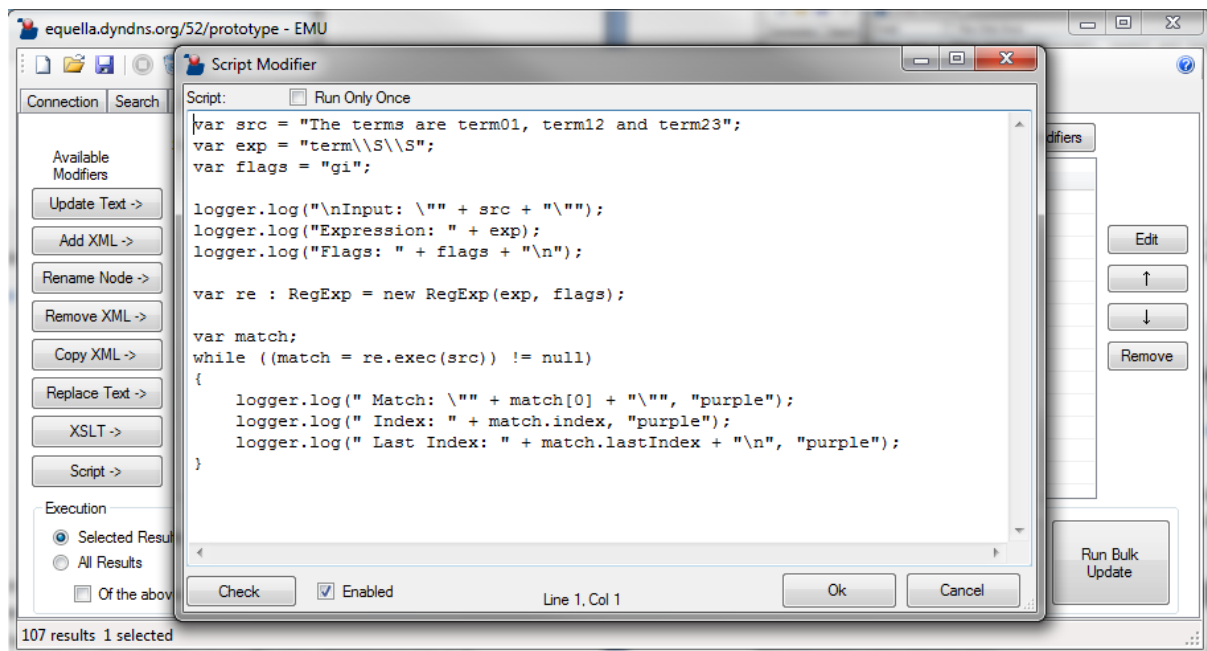 equella.dyndns.org/52/prototype - EMU
Script Modifier
Connection Search
Script: Run Only Once
var src = "The terms are term01, term12 and term23";
var exp = "term\\S\\S";
var flags = "gi";
logger.log("\nInput: \"" + src + "\"");
logger.log("Expression: " + exp);
logger.log("Flags: " + flags + "\n");
var re : RegExp = new RegExp(exp, flags);
var match;
while ((match = re.exec(src)) != null)
{
logger.log(" Match: \"" + match[0] + "\"", "purple");
logger.log(" Index: " + match.index, "purple");
logger.log(" Last Index: " + match.lastIndex + "\n", "purple");
}
Available
Modifiers
Update Text ->
Add XML ->
Rename Node ->
Remove XML ->
Copy XML ->
Replace Text ->
XSLT ->
Script ->
difiers
Edit
↑
↓
Remove
Execution
Selected Resul
All Results
Of the abov
Check Enabled Line 1, Col 1 Ok Cancel
Run Bulk
Update
107 results 1 selected